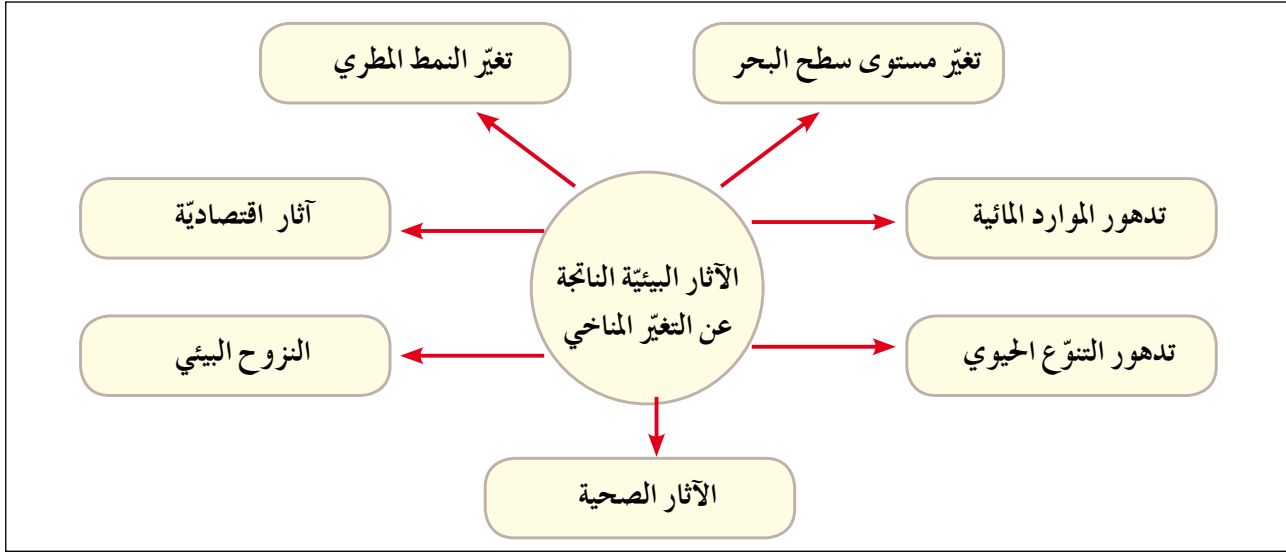 تغيّر مستوى سطح البحر
تغيّر النمط المطري
تدهور الموارد المائية
آثار اقتصاديّة
الآثار البيئيّة الناتجة
عن التغيّر المناخي
تدهور التنوّع الحيوي
النزوح البيئي
الآثار الصحية